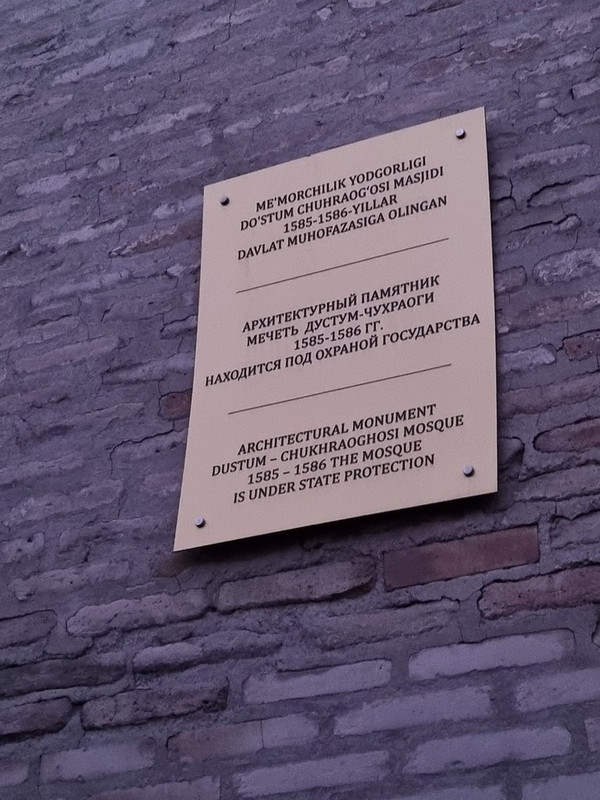 ME'MORCHILIK YODGORLIGI
DO'STUM CHUHRAOG'OSI MASJIDI
1585-1586-YILLAR
DAVLAT MUHOFAZASIGA OLINGAN
АРХИТЕКТУРНЫЙ ПАМЯТНИК
МЕЧЕТЬ ДУСТУМ-ЧУХРАОГИ
1585-1586 ГГ.
НАХОДИТСЯ ПОД ОХРАНОЙ ГОСУДАРСТВА
ARCHITECTURAL MONUMENT
DUSTUM – CHUKHRAOGHOSI MOSQUE
1585 – 1586 THE MOSQUE
IS UNDER STATE PROTECTION